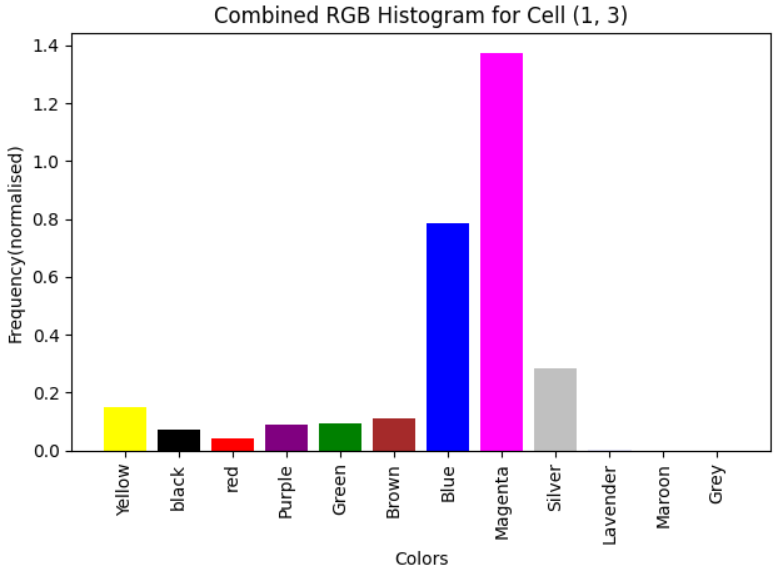 Combined RGB Histogram for Cell (1, 3)
Frequency(normalised)
1.4
1.2
1.0
0.8
0.6
0.4
0.2
0.0
Yellow
black
red
Purple
Green
Brown
Blue
Magenta
Silver
Lavender
Maroon
Grey
Colors